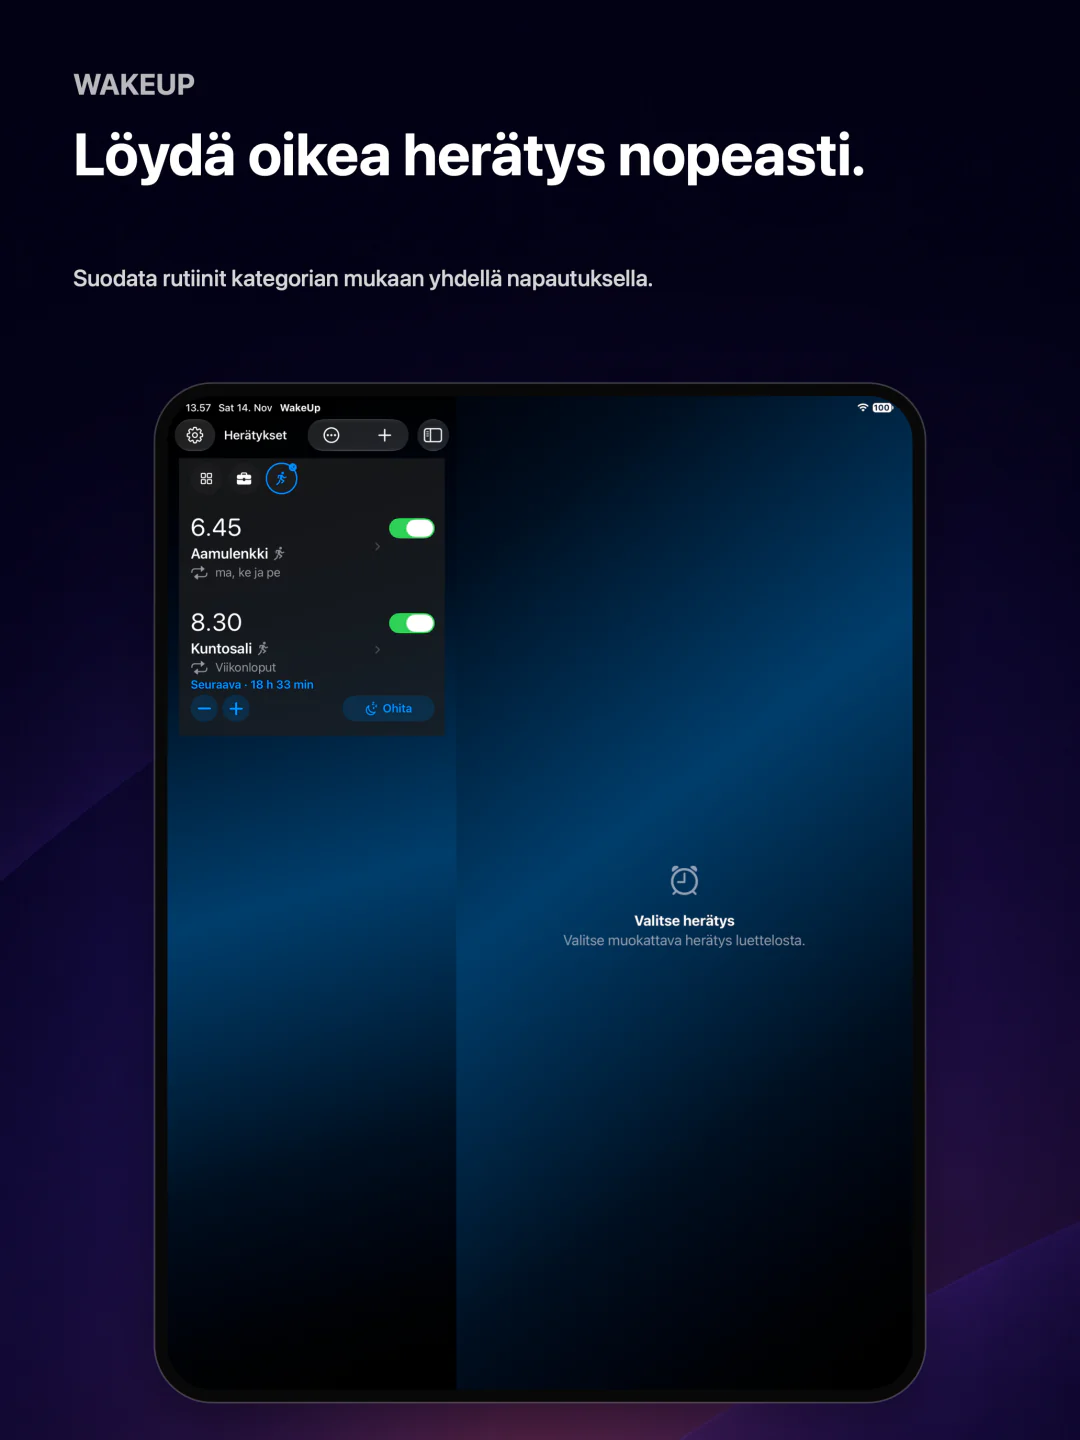 WAKEUP
Löydä oikea herätys nopeasti.
Suodata rutiinit kategorian mukaan yhdellä napautuksella.
13.57 Sat 14. Nov WakeUp
100
Herätykset
6.45
Aamulenkki
ma, ke ja pe
8.30
Kuntosali
Viikonloput
Seuraava · 18 h 33 min
Ohita
Valitse herätys
Valitse muokattava herätys luettelosta.